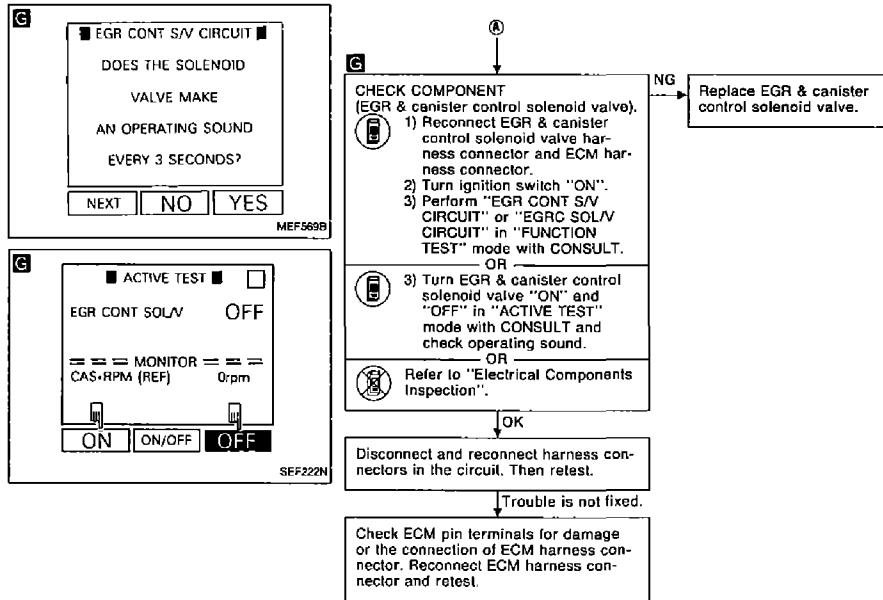 G
EGR CONT S/V CIRCUIT
DOES THE SOLENOID
VALVE MAKE
AN OPERATING SOUND
EVERY 3 SECONDS?
NEXT NO YES
MEF569B
G
ACTIVE TEST
EGR CONT SOL/V OFF
MONITOR
CAS•RPM (REF) 0rpm
ON ON/OFF OFF
SEF222N
A
G
CHECK COMPONENT
(EGR & canister control solenoid valve).
1) Reconnect EGR & canister
control solenoid valve har-
ness connector and ECM har-
ness connector.
2) Turn ignition switch "ON".
3) Perform "EGR CONT S/V
CIRCUIT" or "EGRC SOL/V
CIRCUIT" in "FUNCTION
TEST" mode with CONSULT.
OR
3) Turn EGR & canister control
solenoid valve "ON" and
"OFF" in "ACTIVE TEST"
mode with CONSULT and
check operating sound.
OR
Refer to "Electrical Components
Inspection".
NG
Replace EGR & canister
control solenoid valve.
OK
Disconnect and reconnect harness con-
nectors in the circuit. Then retest.
Trouble is not fixed.
Check ECM pin terminals for damage
or the connection of ECM harness con-
nector. Reconnect ECM harness con-
nector and retest.